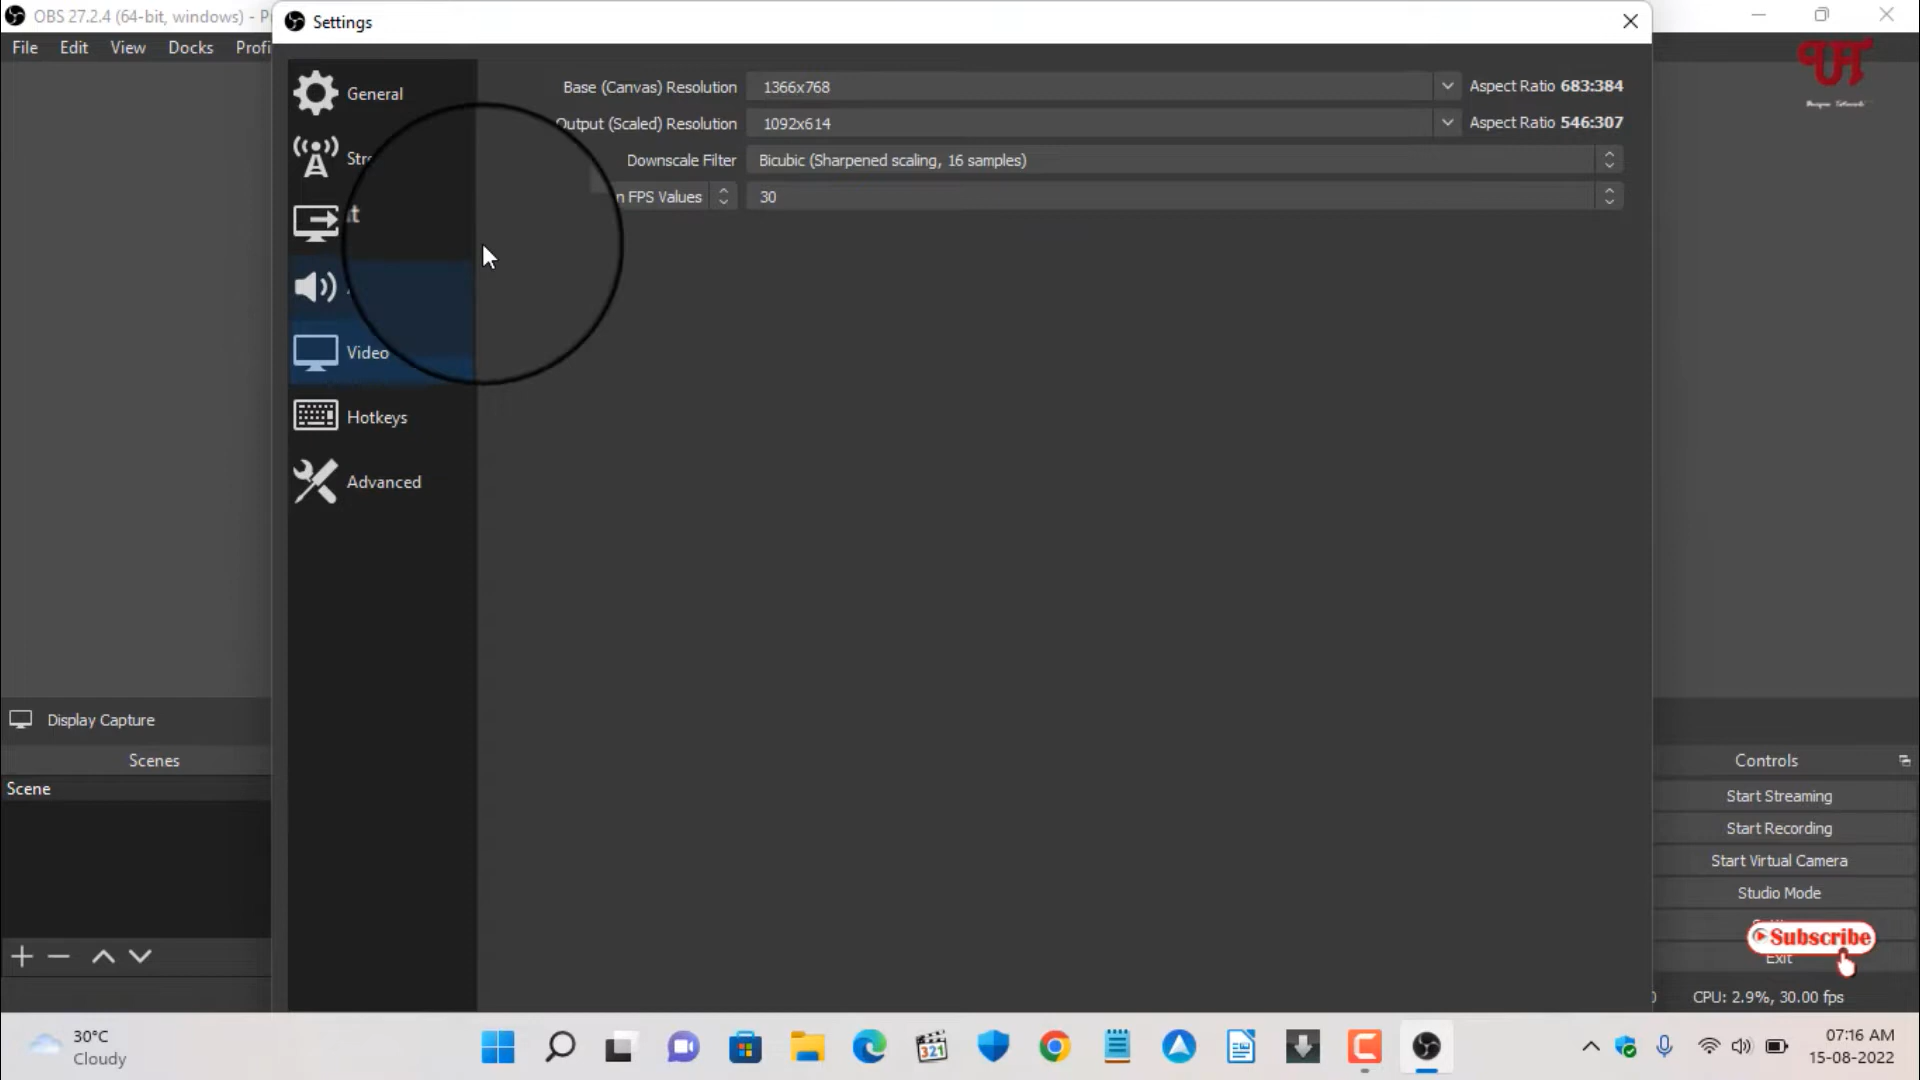 OBS 27.2.4 (64-bit, windows) - P
Settings
File Edit View Docks Profi
General
Str
t
Video
Hotkeys
Advanced
Base (Canvas) Resolution 1366x768 Aspect Ratio 683:384
Output (Scaled) Resolution 1092x614 Aspect Ratio 546:307
Downscale Filter Bicubic (Sharpened scaling, 16 samples)
n FPS Values 30
UT
Display Capture
Scenes
Scene
Controls
Start Streaming
Start Recording
Start Virtual Camera
Studio Mode
Subscribe
Exit
CPU: 2.9%, 30.00 fps
30°C
Cloudy
321
07:16 AM
15-08-2022